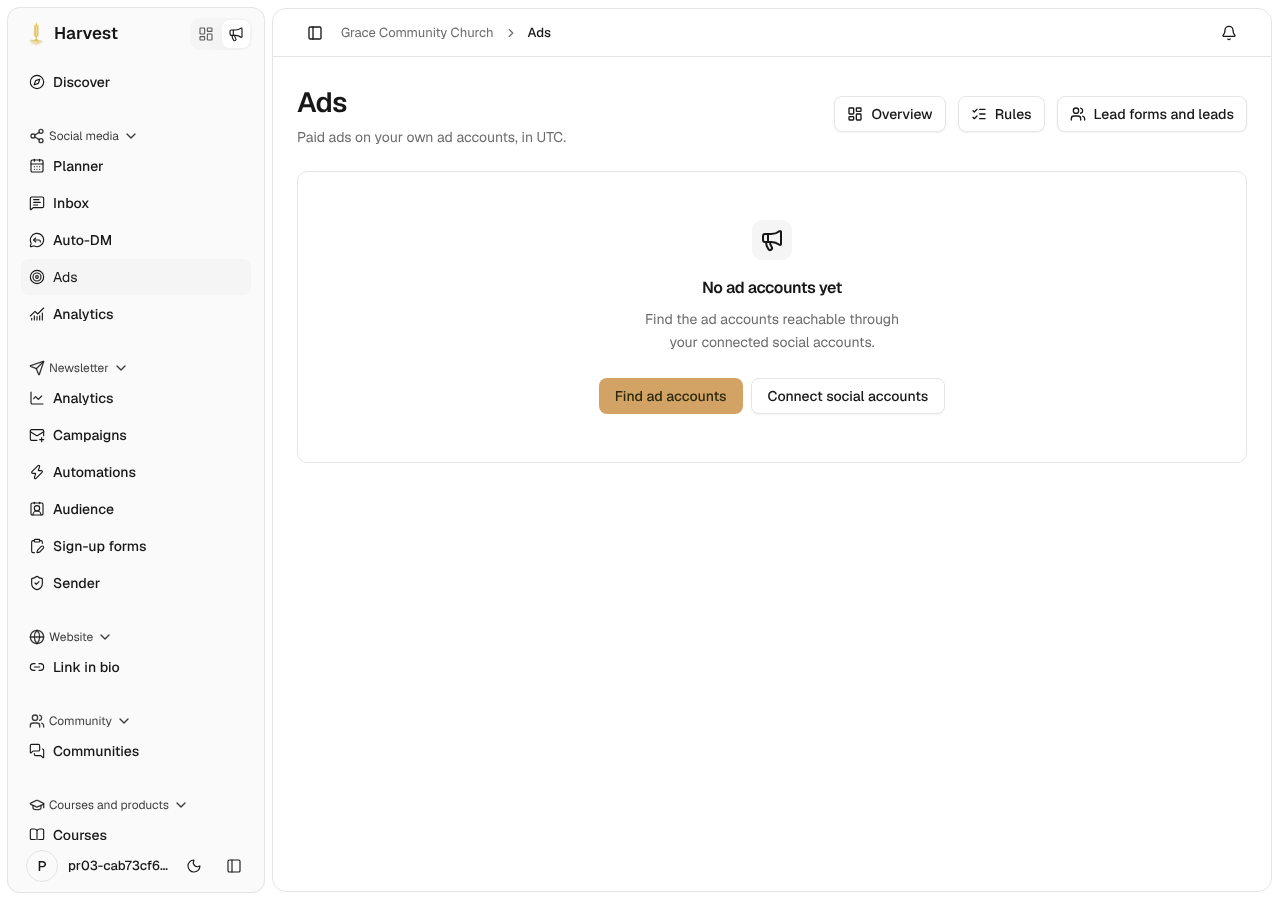 Harvest
Discover
Social media
Planner
Inbox
Auto-DM
Ads
Analytics
Newsletter
Analytics
Campaigns
Automations
Audience
Sign-up forms
Sender
Website
Link in bio
Community
Communities
Courses and products
Courses
P
pr03-cab73cf6...
Grace Community Church
Ads
Ads
Paid ads on your own ad accounts, in UTC.
Overview
Rules
Lead forms and leads
No ad accounts yet
Find the ad accounts reachable through
your connected social accounts.
Find ad accounts
Connect social accounts